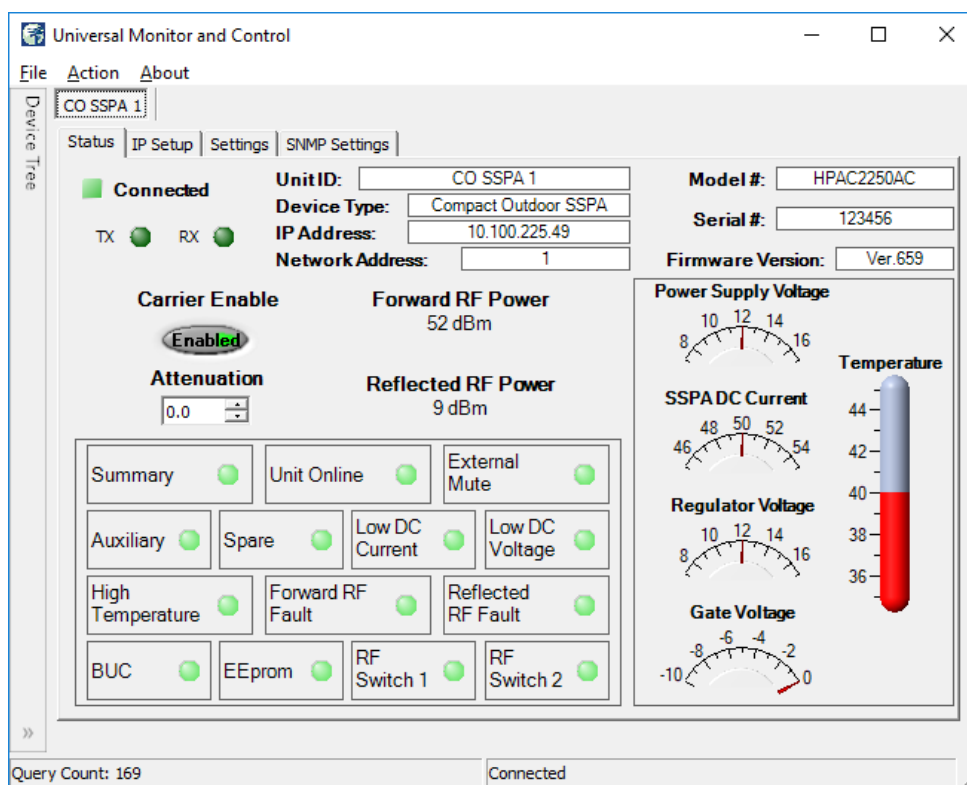 Universal Monitor and Control
File Action About
Device Tree
CO SSPA 1
Status IP Setup Settings SNMP Settings
Connected
TX RX
UnitID: CO SSPA 1
Device Type: Compact Outdoor SSPA
IP Address: 10.100.225.49
Network Address: 1
Model #: HPAC2250AC
Serial #: 123456
Firmware Version: Ver.659
Carrier Enable
Enabled
Attenuation
0.0
Forward RF Power
52 dBm
Reflected RF Power
9 dBm
Summary
Unit Online
External
Mute
Auxiliary
Spare
Low DC
Current
Low DC
Voltage
High
Temperature
Forward RF
Fault
Reflected
RF Fault
BUC
EEprom
RF
Switch 1
RF
Switch 2
Power Supply Voltage
8 10 12 14 16
SSPA DC Current
46 48 50 52 54
Regulator Voltage
8 10 12 14 16
Gate Voltage
-10 -8 -6 -4 -2 0
Temperature
44
42
40
38
36
»
Query Count: 169
Connected